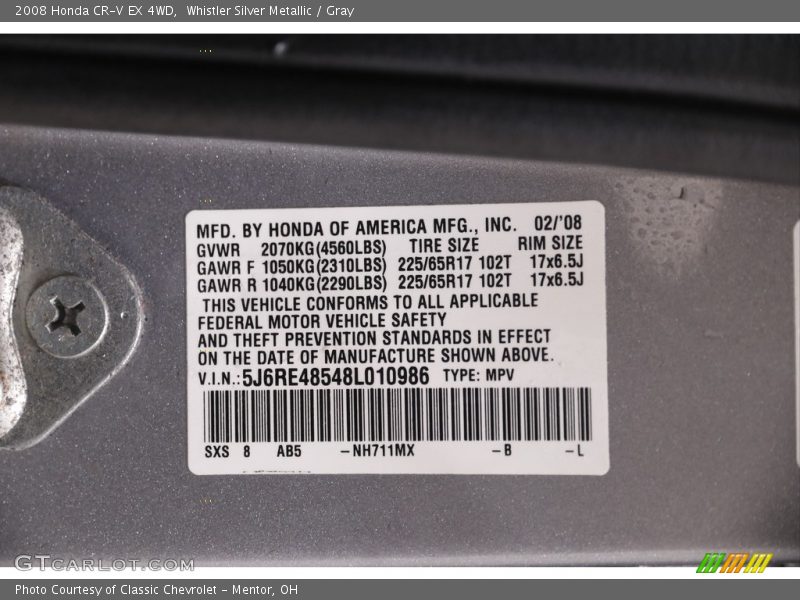 2008 Honda CR-V EX 4WD, Whistler Silver Metallic / Gray
MFD. BY HONDA OF AMERICA MFG., INC. 02/'08
GVWR 2070KG(4560LBS) TIRE SIZE RIM SIZE
GAWR F 1050KG(2310LBS) 225/65R17 102T 17x6.5J
GAWR R 1040KG(2290LBS) 225/65R17 102T 17x6.5J
THIS VEHICLE CONFORMS TO ALL APPLICABLE
FEDERAL MOTOR VEHICLE SAFETY
AND THEFT PREVENTION STANDARDS IN EFFECT
ON THE DATE OF MANUFACTURE SHOWN ABOVE.
V.I.N.:5J6RE48548L010986 TYPE: MPV
SXS 8 AB5 -NH711MX -B -L
GTCARLOT.COM
Photo Courtesy of Classic Chevrolet - Mentor, OH